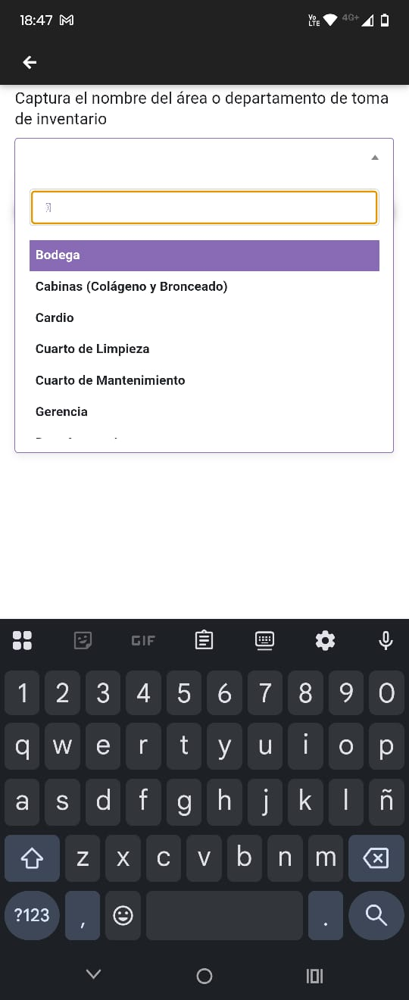 18:47
Vo
LTE
4G+
Captura el nombre del área o departamento de toma
de inventario
Bodega
Cabinas (Colágeno y Bronceado)
Cardio
Cuarto de Limpieza
Cuarto de Mantenimiento
Gerencia
GIF
1 2 3 4 5 6 7 8 9 0
q w e r t y u i o p
a s d f g h j k l ñ
z x c v b n m
?123 , .